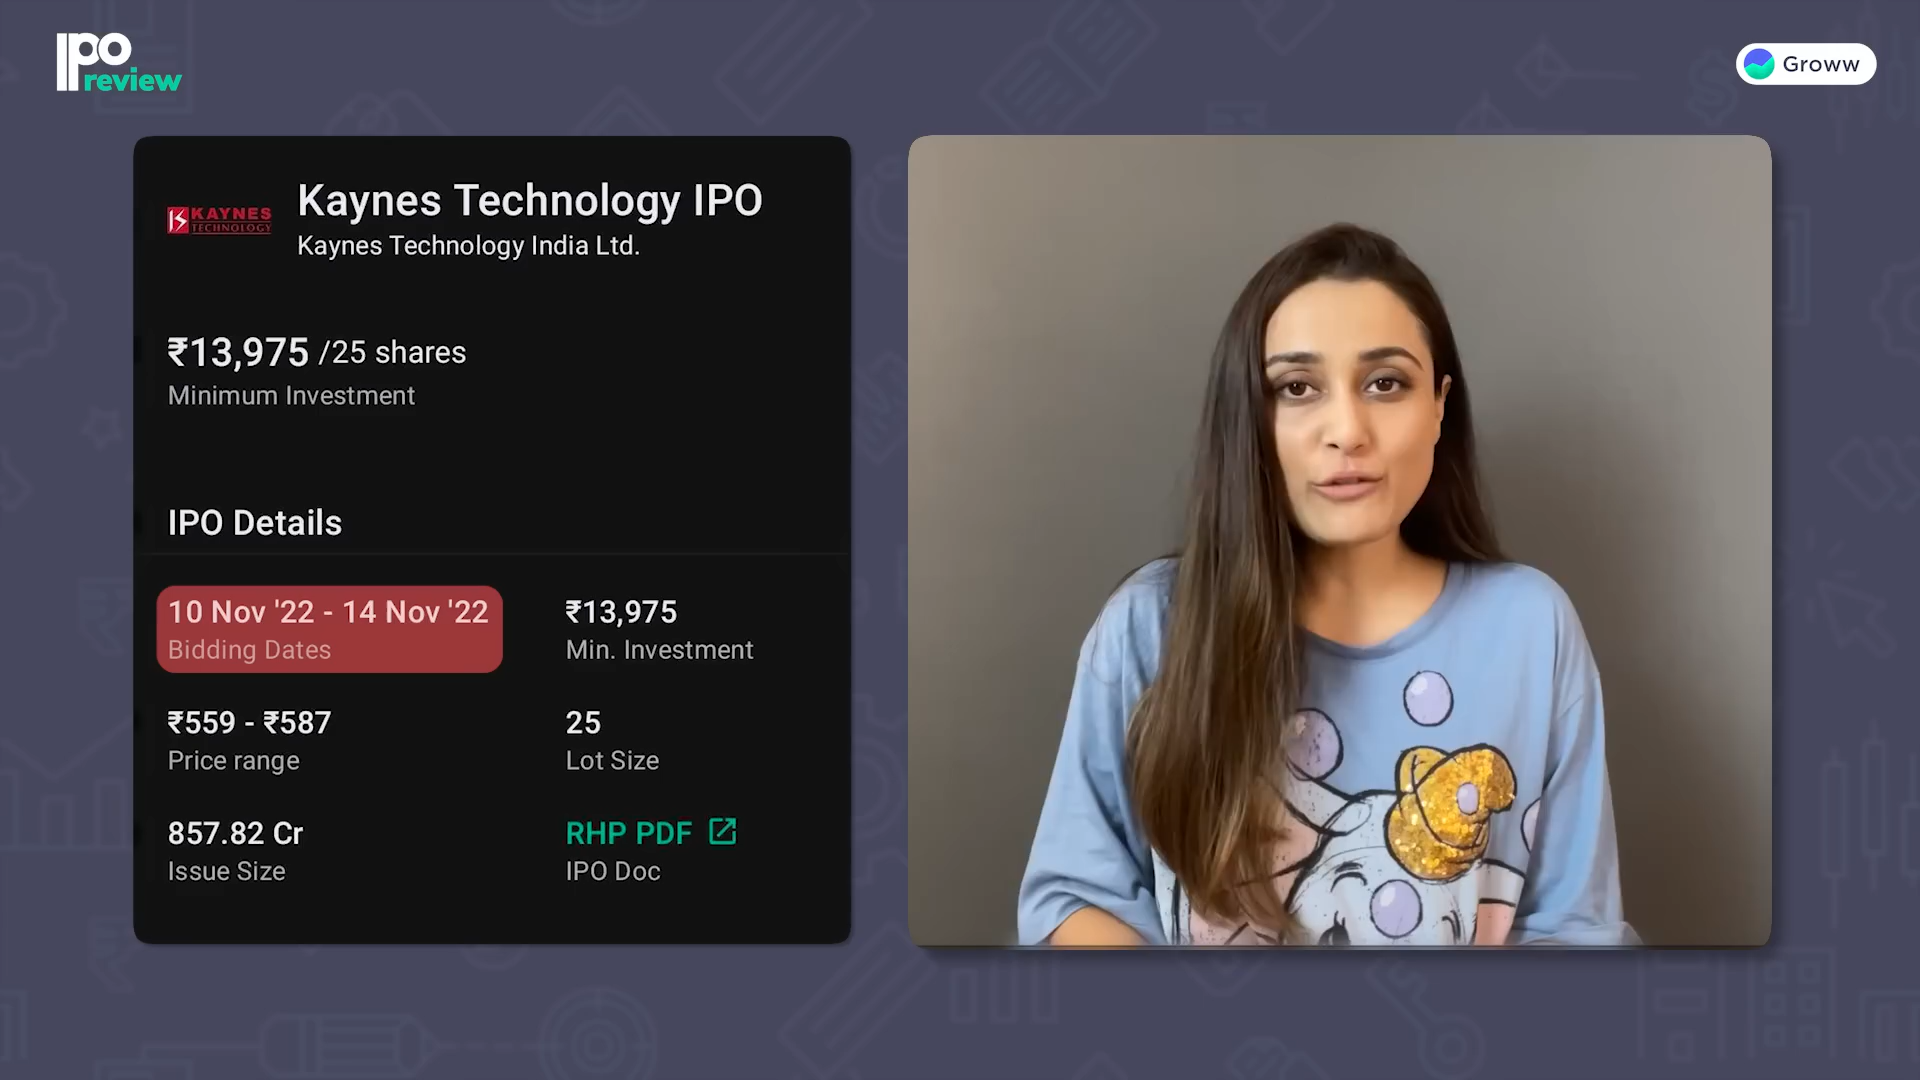 IPO
review
Groww
KAYNES
TECHNOLOGY
Kaynes Technology IPO
Kaynes Technology India Ltd.
₹13,975 /25 shares
Minimum Investment
IPO Details
10 Nov '22 - 14 Nov '22
Bidding Dates
₹13,975
Min. Investment
₹559 - ₹587
Price range
25
Lot Size
857.82 Cr
Issue Size
RHP PDF
IPO Doc